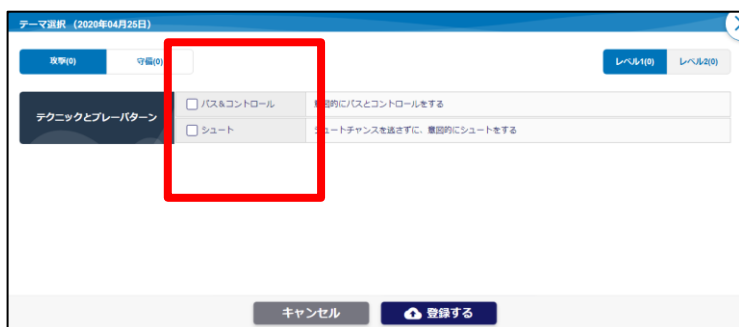 テーマ選択 (2020年04月25日)
攻撃(0) 守備(0) レベル1(0) レベル2(0)
テクニックとプレーパターン
パス&コントロール 意図的にパスとコントロールをする
シュート シュートチャンスを逃さずに、意図的にシュートをする
キャンセル 登録する